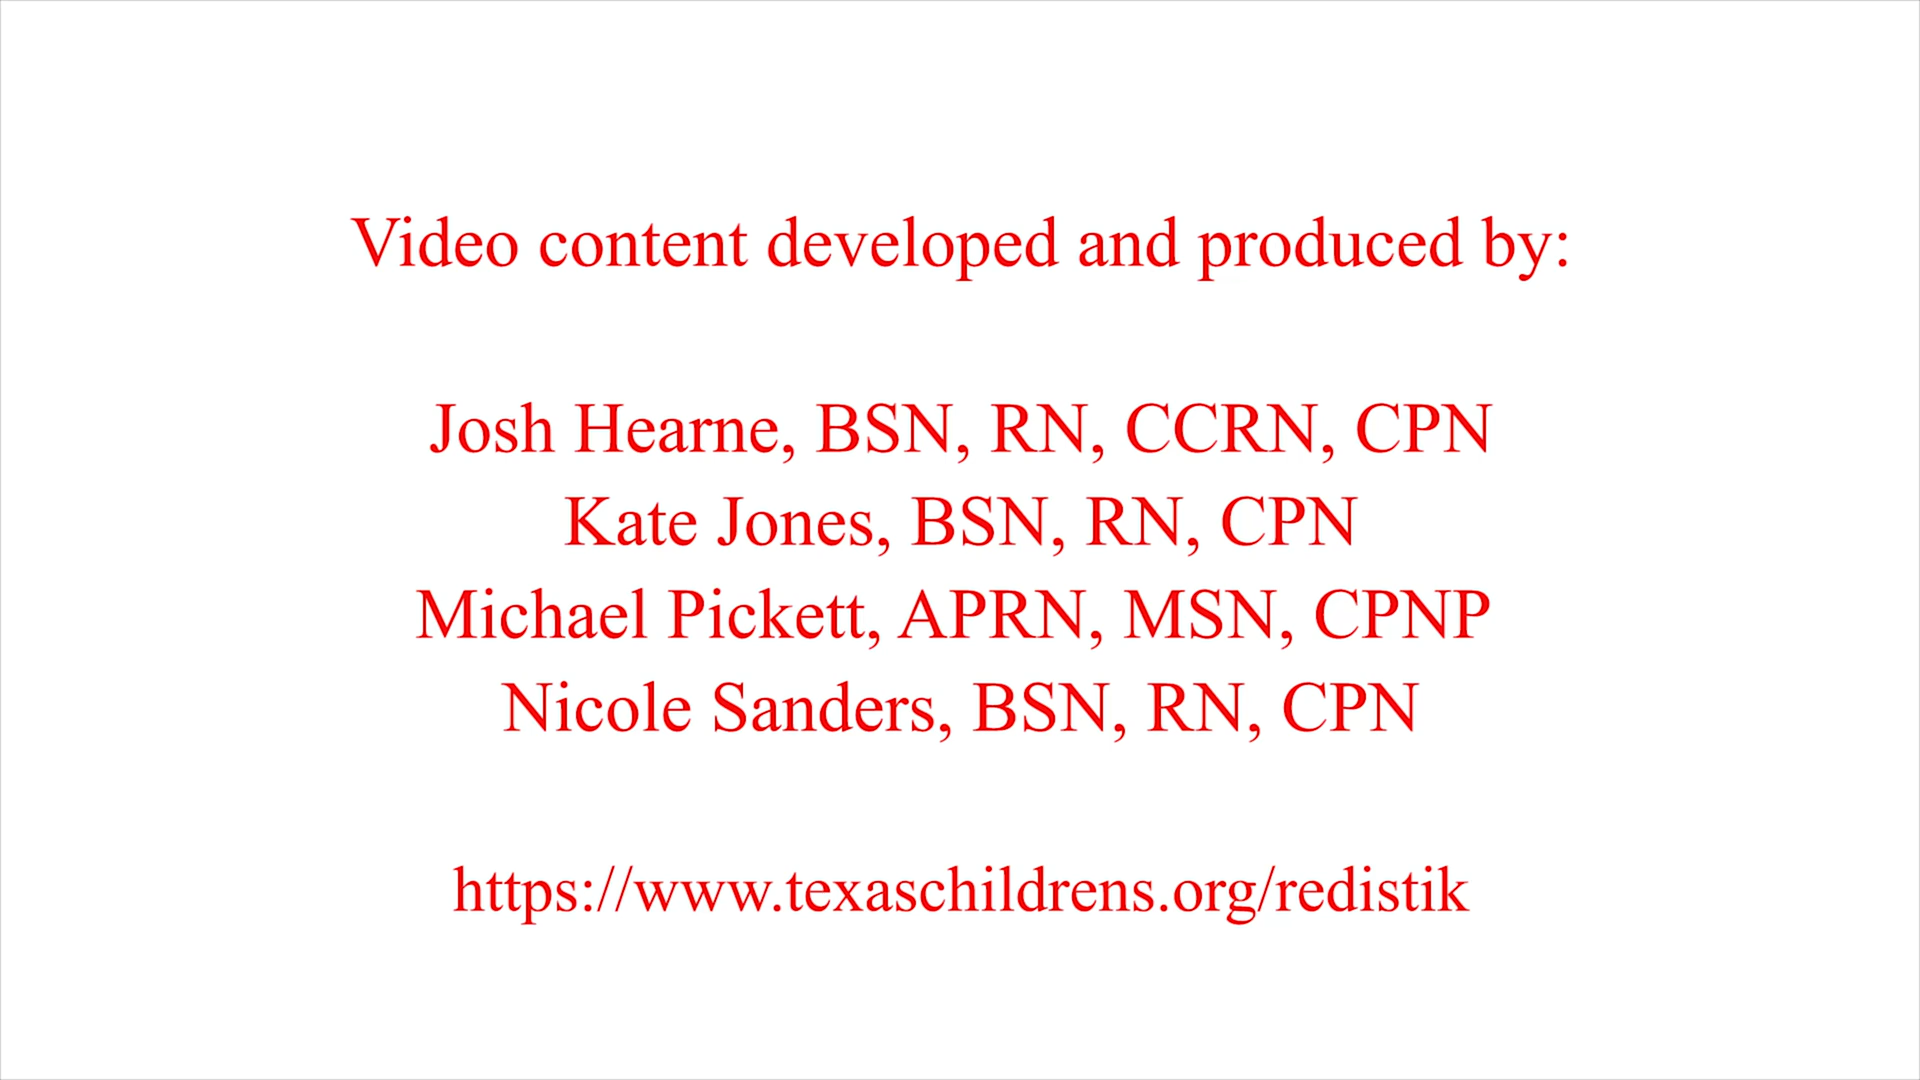 Video content developed and produced by:
Josh Hearne, BSN, RN, CCRN, CPN
Kate Jones, BSN, RN, CPN
Michael Pickett, APRN, MSN, CPNP
Nicole Sanders, BSN, RN, CPN
https://www.texaschildrens.org/redistik